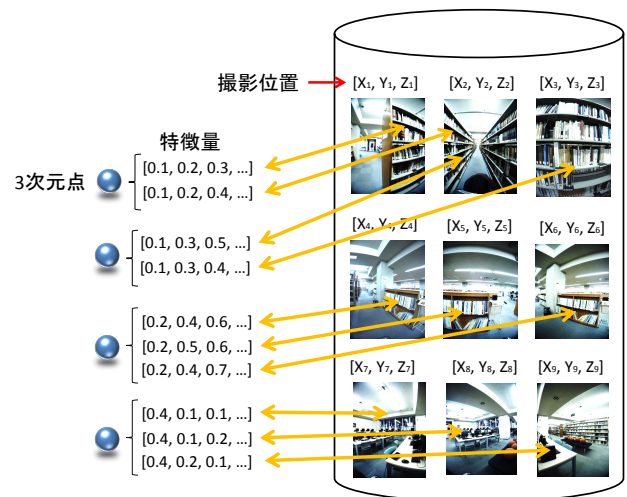 撮影位置
[X₁, Y₁, Z₁]
[X₂, Y₂, Z₂]
[X₃, Y₃, Z₃]
特徴量
3次元点
[0.1, 0.2, 0.3, ...]
[0.1, 0.2, 0.4, ...]
[0.1, 0.3, 0.5, ...]
[0.1, 0.3, 0.4, ...]
[X₄, Y₄, Z₄]
[X₅, Y₅, Z₅]
[X₆, Y₆, Z₆]
[0.2, 0.4, 0.6, ...]
[0.2, 0.5, 0.6, ...]
[0.2, 0.4, 0.7, ...]
[X₇, Y₇, Z₇]
[X₈, Y₈, Z₈]
[X₉, Y₉, Z₉]
[0.4, 0.1, 0.1, ...]
[0.4, 0.1, 0.2, ...]
[0.4, 0.2, 0.1, ...]